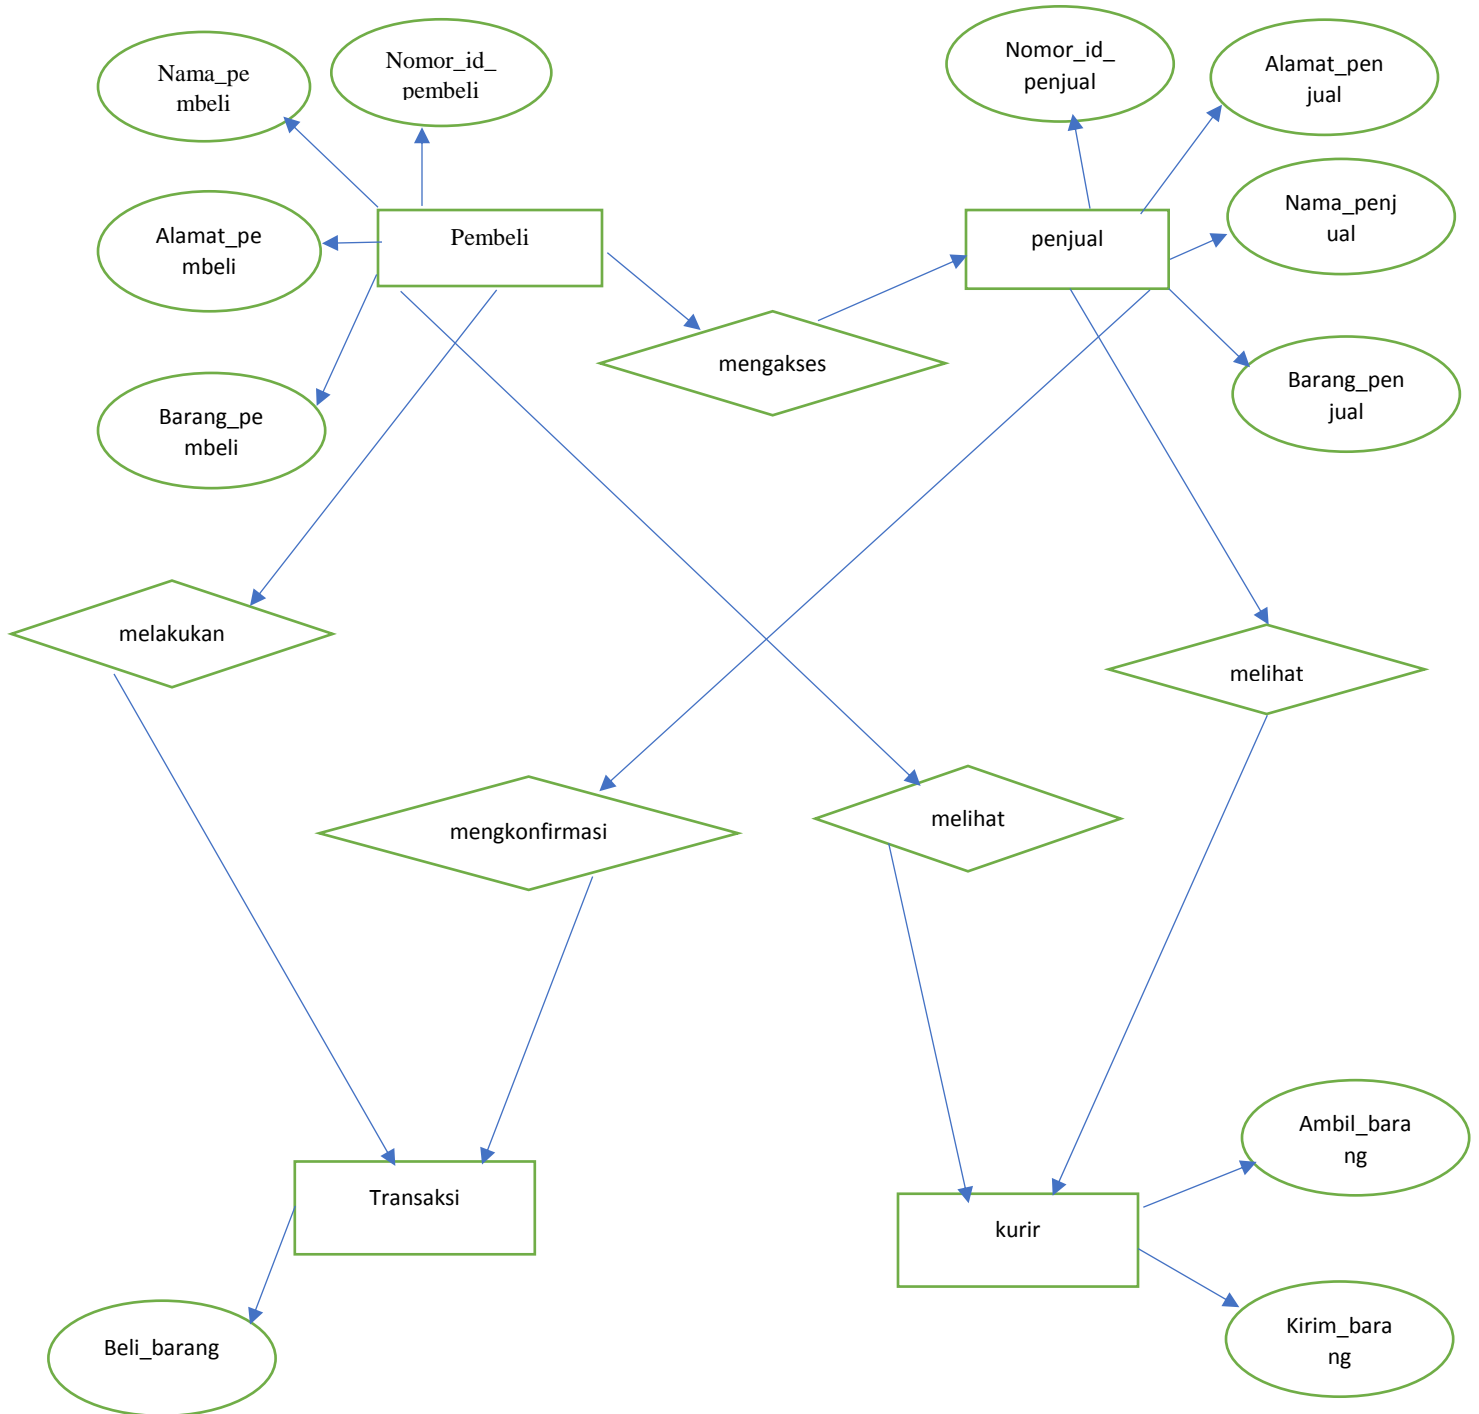 Nama_pe
mbeli
Nomor_id_
pembeli
Nomor_id_
penjual
Alamat_pen
jual
Alamat_pe
mbeli
Pembeli
penjual
Nama_penj
ual
mengakses
Barang_pe
mbeli
Barang_pen
jual
melakukan
melihat
mengkonfirmasi
melihat
Transaksi
kurir
Ambil_bara
ng
Beli_barang
Kirim_bara
ng